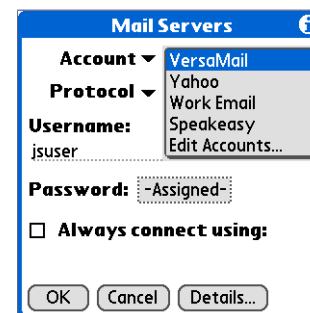 Mail Servers
Account
VersaMail
Yahoo
Protocol
Work Email
Username:
Speakeasy
jsuser
Edit Accounts...
Password: -Assigned-
Always connect using:
OK Cancel Details...